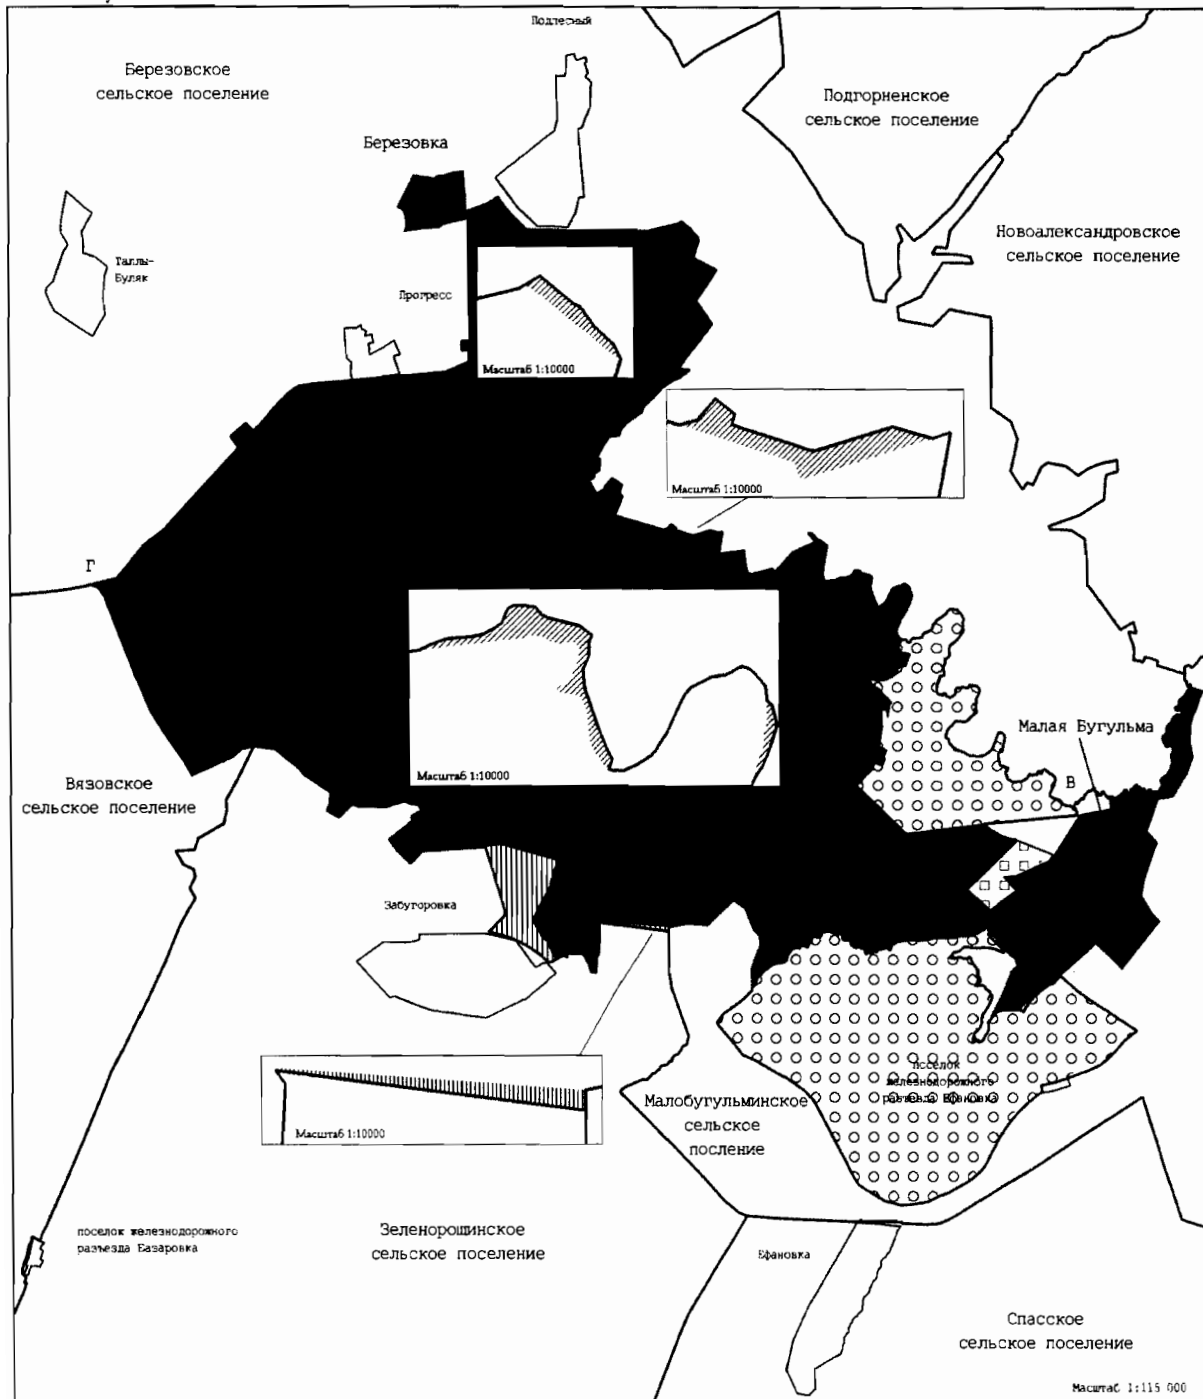 Подлесный
Березовское
сельское поселение
Подгорненское
сельское поселение
Березовка
Новоалександровское
сельское поселение
Таллы-
Буляк
Прогресс
Масштаб 1:10000
Масштаб 1:10000
Г
Масштаб 1:10000
Малая Бугульма
В
Вязовское
сельское поселение
Забугоровка
поселок
железнодорожного
разъезда Ефановка
Малобугульминское
сельское
посление
Масштаб 1:10000
поселок железнодорожного
разъезда Базаровка
Зеленорощинское
сельское поселение
Ефановка
Спасское
сельское поселение
Масштаб 1:115 000